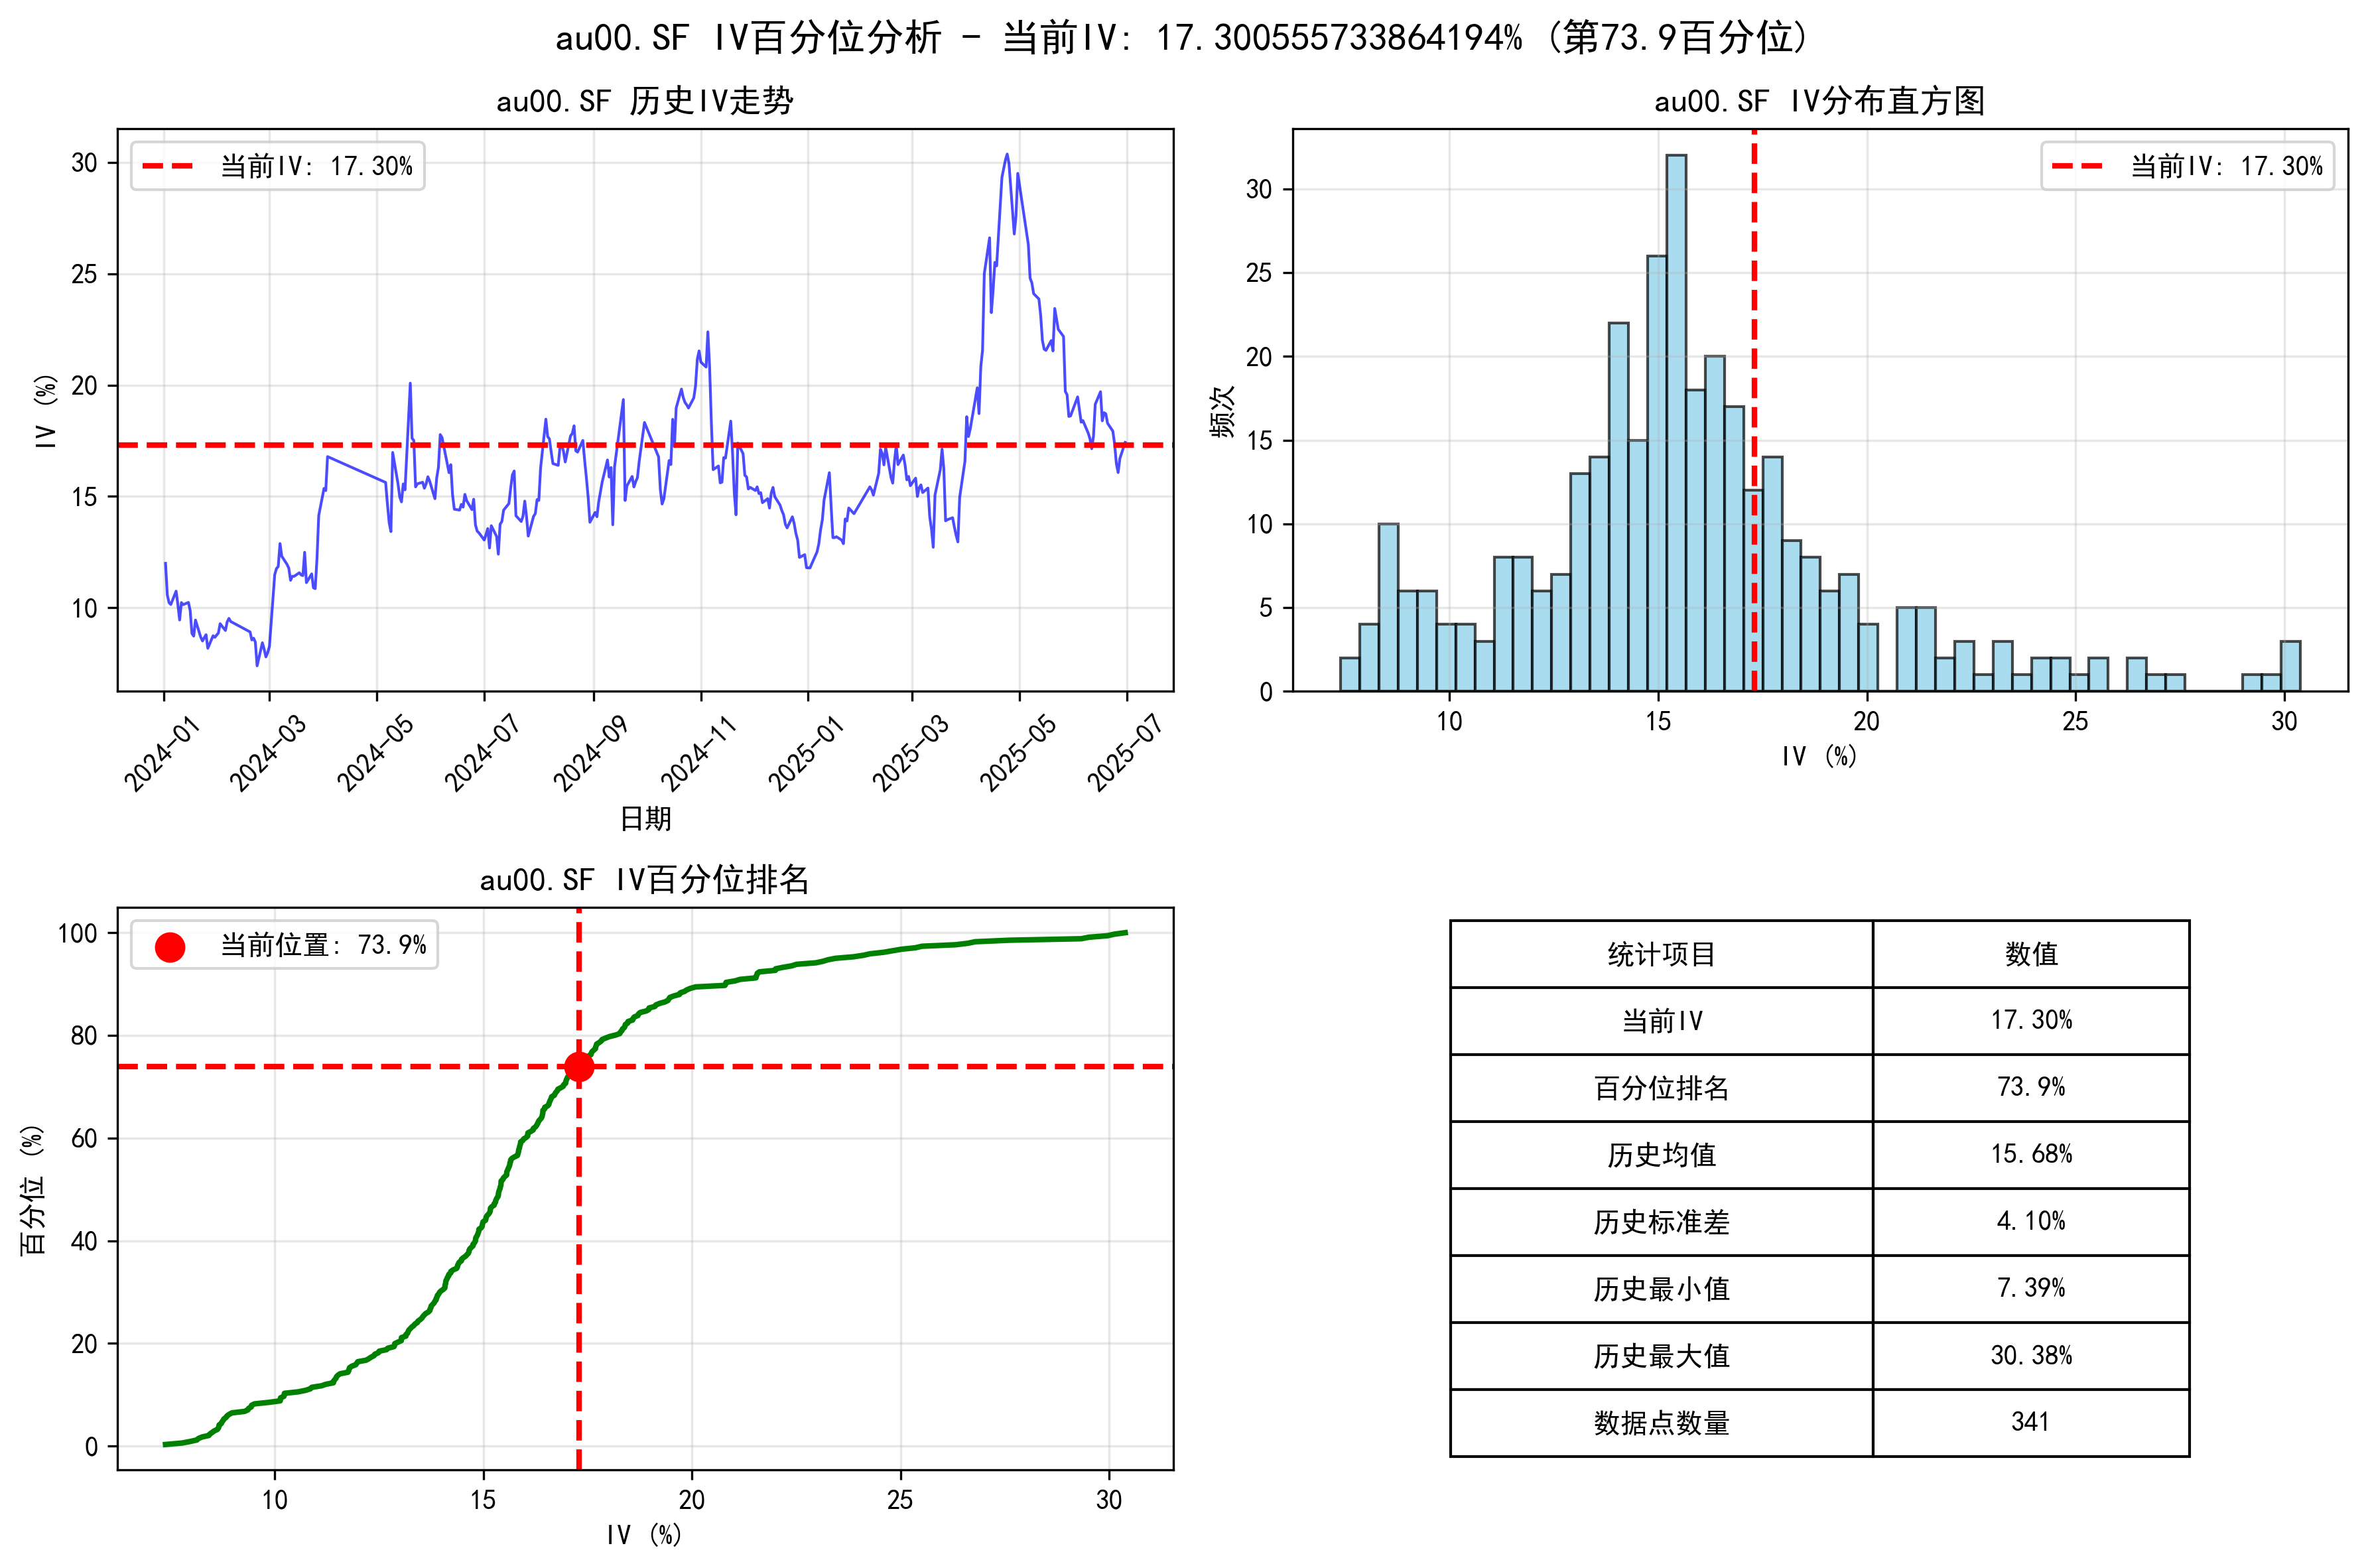 au00.SF IV百分位分析 - 当前IV: 17.300555733864194% (第73.9百分位)
au00.SF 历史IV走势
当前IV: 17.30%
30
25
20
15
10
IV (%)
2024-01
2024-03
2024-05
2024-07
2024-09
2024-11
2025-01
2025-03
2025-05
2025-07
日期
au00.SF IV分布直方图
当前IV: 17.30%
30
25
20
15
10
5
0
频次
10
15
20
25
30
IV (%)
au00.SF IV百分位排名
当前位置: 73.9%
100
80
60
40
20
0
百分位 (%)
10
15
20
25
30
IV (%)
统计项目 数值
当前IV 17.30%
百分位排名 73.9%
历史均值 15.68%
历史标准差 4.10%
历史最小值 7.39%
历史最大值 30.38%
数据点数量 341